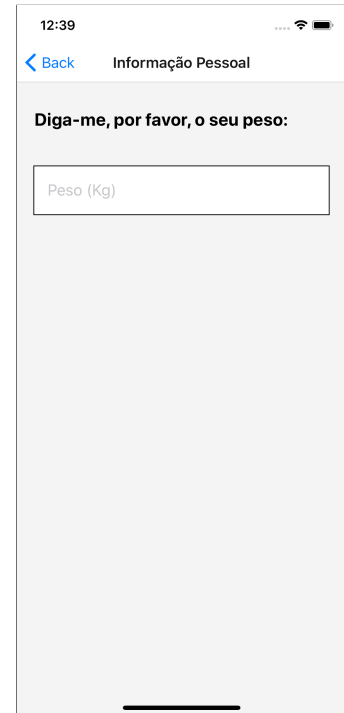 12:39
Back Informação Pessoal
Diga-me, por favor, o seu peso:
Peso (Kg)